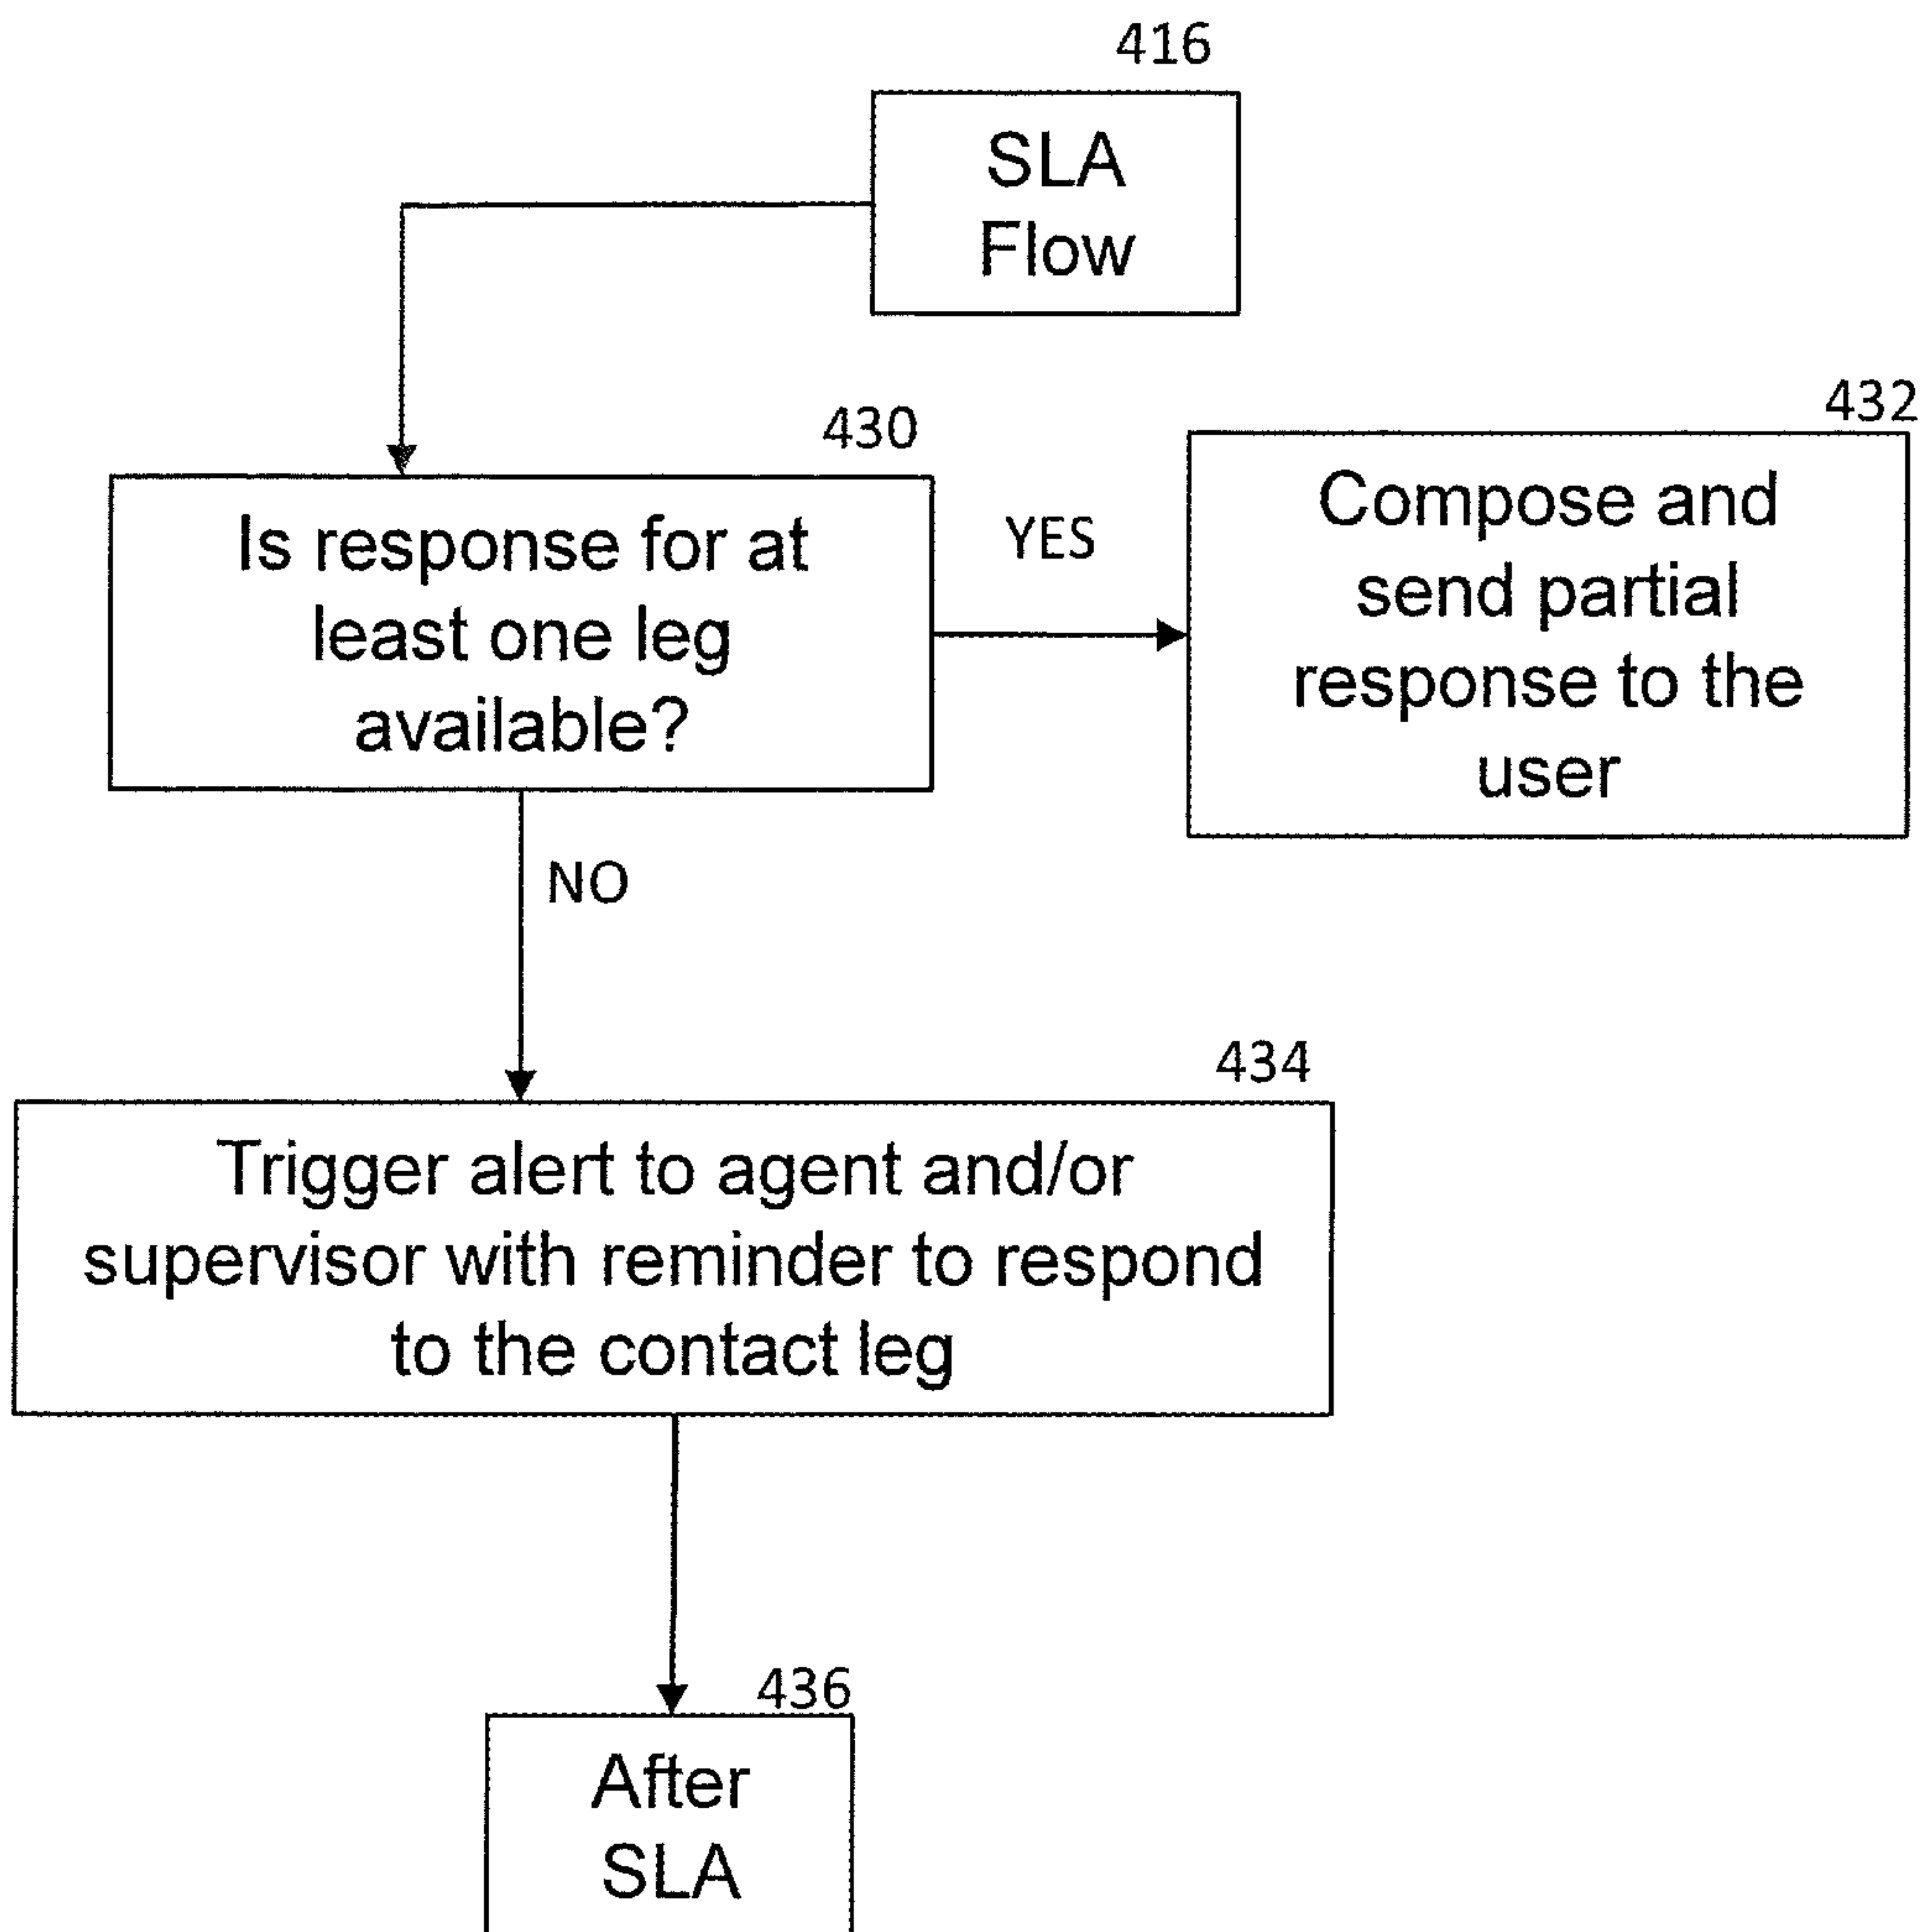 416
SLA
Flow
430
Is response for at
least one leg
available?
YES
432
Compose and
send partial
response to the
user
NO
434
Trigger alert to agent and/or
supervisor with reminder to respond
to the contact leg
436
After
SLA